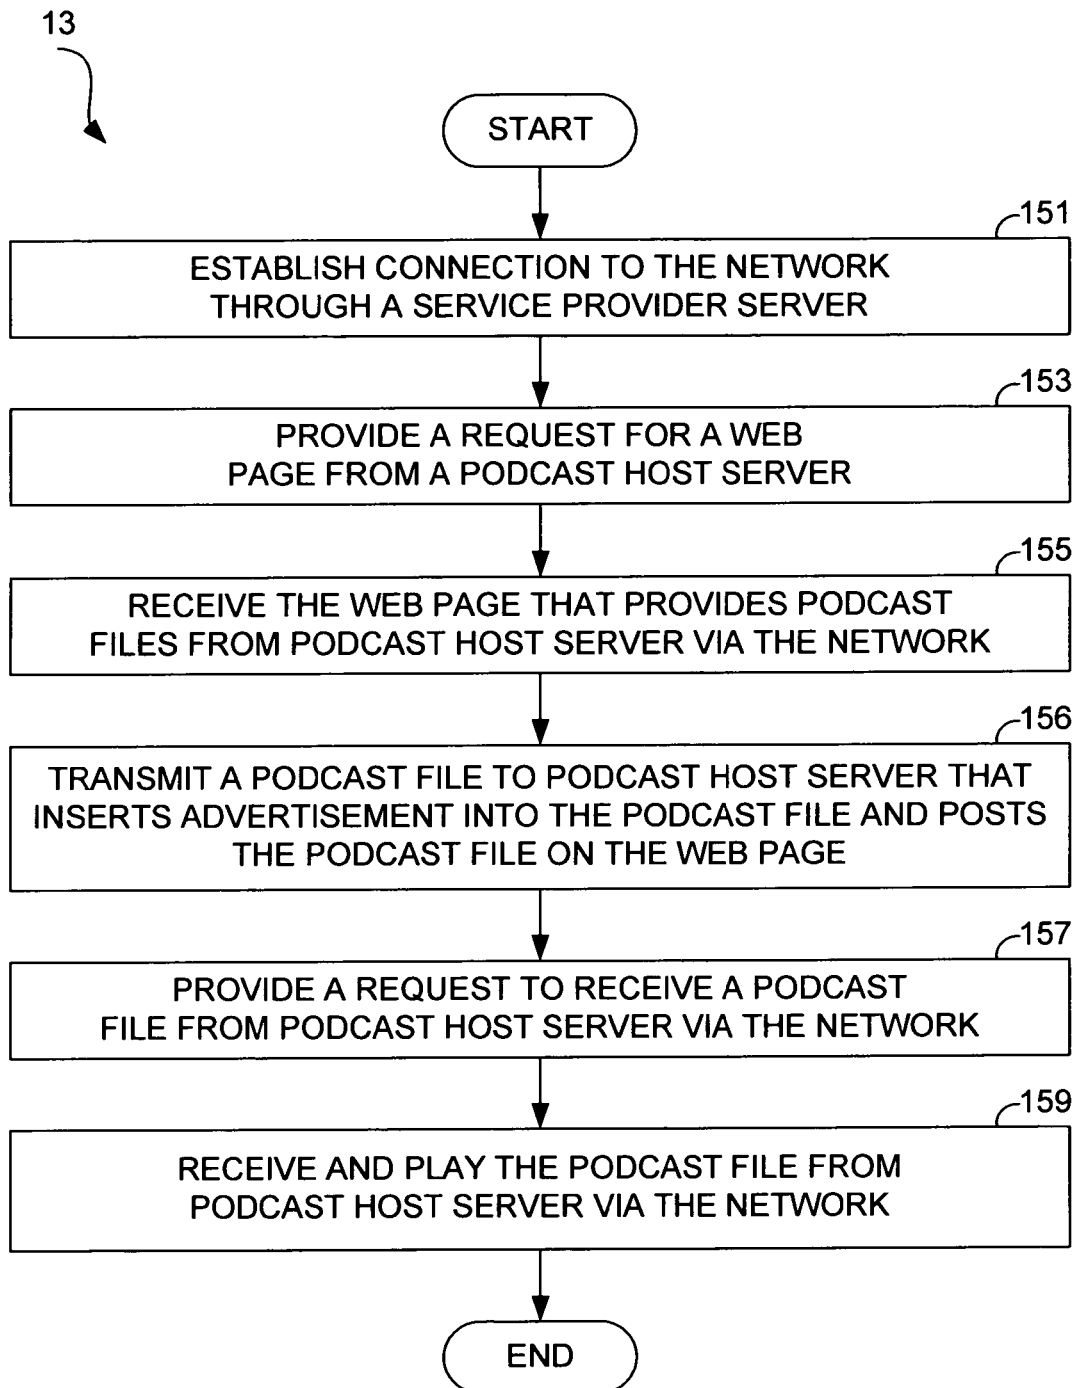 13
START
151
ESTABLISH CONNECTION TO THE NETWORK
THROUGH A SERVICE PROVIDER SERVER
153
PROVIDE A REQUEST FOR A WEB
PAGE FROM A PODCAST HOST SERVER
155
RECEIVE THE WEB PAGE THAT PROVIDES PODCAST
FILES FROM PODCAST HOST SERVER VIA THE NETWORK
156
TRANSMIT A PODCAST FILE TO PODCAST HOST SERVER THAT
INSERTS ADVERTISEMENT INTO THE PODCAST FILE AND POSTS
THE PODCAST FILE ON THE WEB PAGE
157
PROVIDE A REQUEST TO RECEIVE A PODCAST
FILE FROM PODCAST HOST SERVER VIA THE NETWORK
159
RECEIVE AND PLAY THE PODCAST FILE FROM
PODCAST HOST SERVER VIA THE NETWORK
END